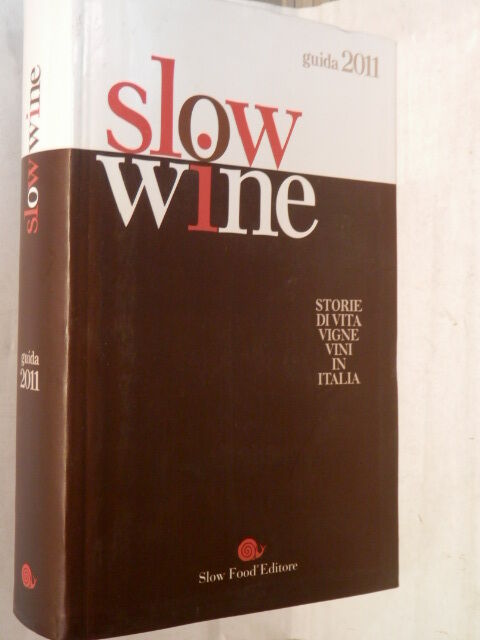 guida 2011
slow
wine
STORIE
DI VITA
VIGNE
VINI
IN
ITALIA
Slow Food® Editore
slow wine
guida
2011